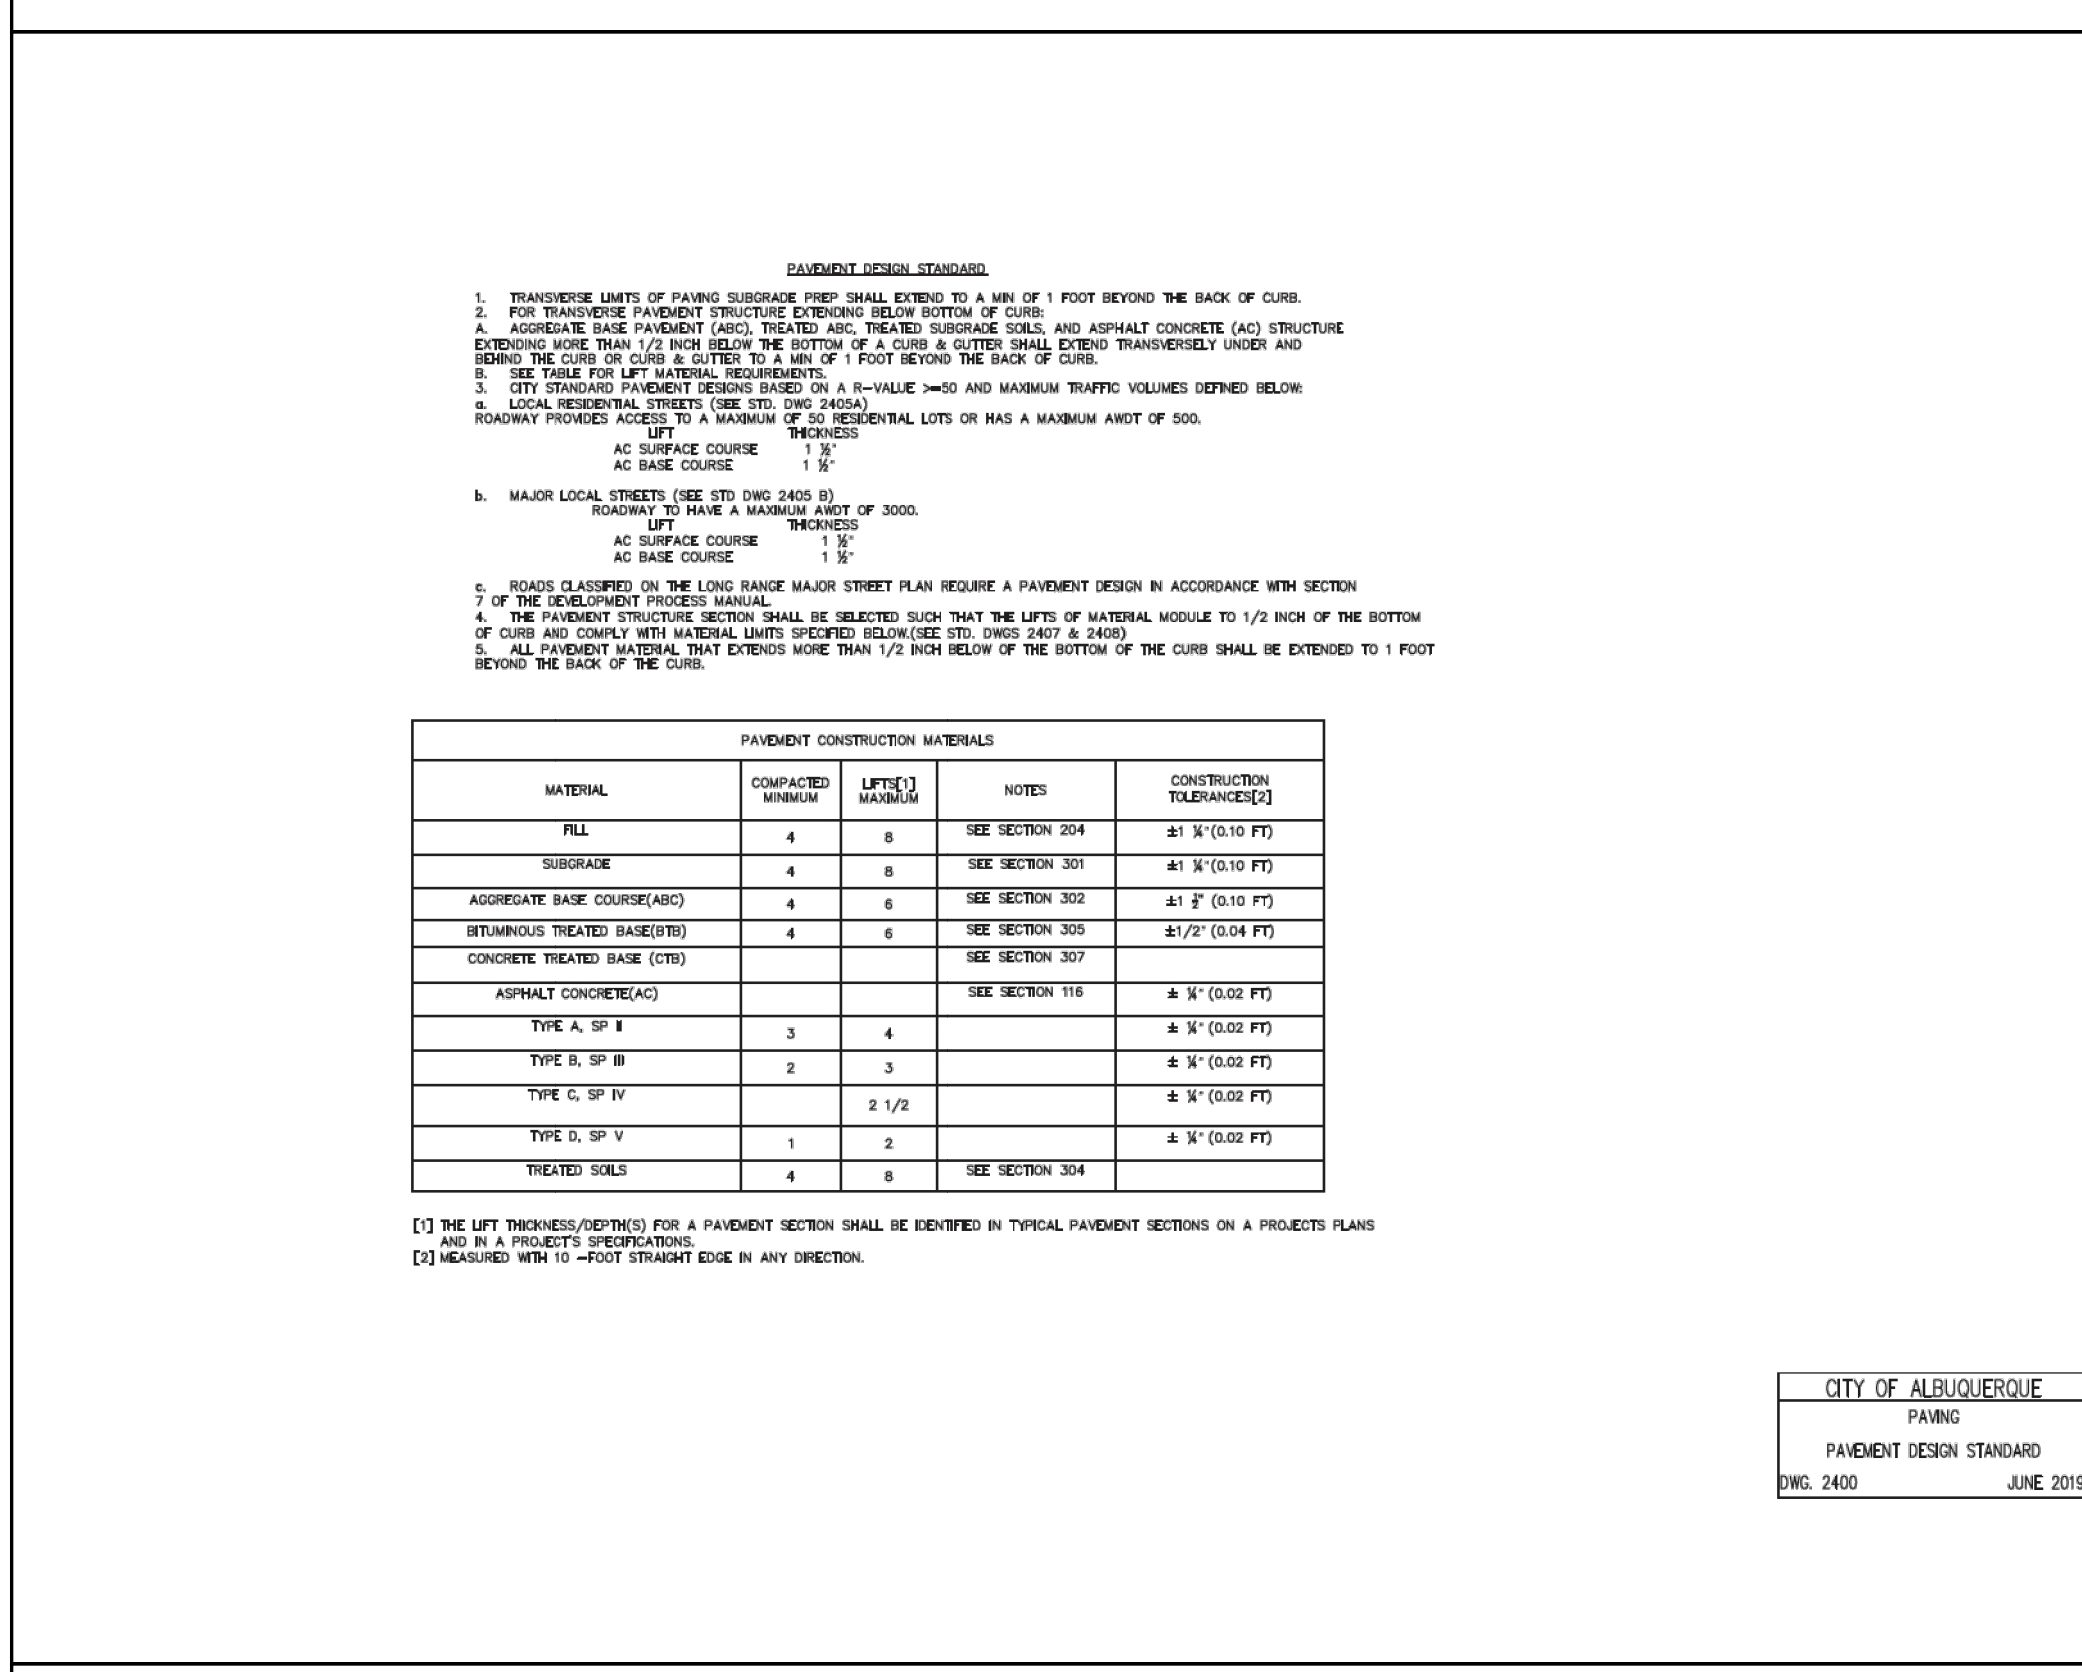 PAVEMENT DESIGN STANDARD
1. TRANSVERSE LIMITS OF PAVING SUBGRADE PREP SHALL EXTEND TO A MIN OF 1 FOOT BEYOND THE BACK OF CURB.
2. FOR TRANSVERSE PAVEMENT STRUCTURE EXTENDING BELOW BOTTOM OF CURB:
A. AGGREGATE BASE PAVEMENT (ABC), TREATED ABC, TREATED SUBGRADE SOILS, AND ASPHALT CONCRETE (AC) STRUCTURE
EXTENDING MORE THAN 1/2 INCH BELOW THE BOTTOM OF A CURB & GUTTER SHALL EXTEND TRANSVERSELY UNDER AND
BEHIND THE CURB OR CURB & GUTTER TO A MIN OF 1 FOOT BEYOND THE BACK OF CURB.
B. SEE TABLE FOR LIFT MATERIAL REQUIREMENTS.
3. CITY STANDARD PAVEMENT DESIGNS BASED ON A R-VALUE >=50 AND MAXIMUM TRAFFIC VOLUMES DEFINED BELOW:
a. LOCAL RESIDENTIAL STREETS (SEE STD. DWG 2405A)
ROADWAY PROVIDES ACCESS TO A MAXIMUM OF 50 RESIDENTIAL LOTS OR HAS A MAXIMUM AWDT OF 500.
LIFT THICKNESS
AC SURFACE COURSE 1 ½"
AC BASE COURSE 1 ½"
b. MAJOR LOCAL STREETS (SEE STD DWG 2405 B)
ROADWAY TO HAVE A MAXIMUM AWDT OF 3000.
LIFT THICKNESS
AC SURFACE COURSE 1 ½"
AC BASE COURSE 1 ½"
c. ROADS CLASSIFIED ON THE LONG RANGE MAJOR STREET PLAN REQUIRE A PAVEMENT DESIGN IN ACCORDANCE WITH SECTION
7 OF THE DEVELOPMENT PROCESS MANUAL.
4. THE PAVEMENT STRUCTURE SECTION SHALL BE SELECTED SUCH THAT THE LIFTS OF MATERIAL MODULE TO 1/2 INCH OF THE BOTTOM
OF CURB AND COMPLY WITH MATERIAL LIMITS SPECIFIED BELOW.(SEE STD. DWGS 2407 & 2408)
5. ALL PAVEMENT MATERIAL THAT EXTENDS MORE THAN 1/2 INCH BELOW OF THE BOTTOM OF THE CURB SHALL BE EXTENDED TO 1 FOOT
BEYOND THE BACK OF THE CURB.
PAVEMENT CONSTRUCTION MATERIALS
MATERIAL COMPACTED MINIMUM LIFTS[1] MAXIMUM NOTES CONSTRUCTION TOLERANCES[2]
FILL 4 8 SEE SECTION 204 ±1 ¼"(0.10 FT)
SUBGRADE 4 8 SEE SECTION 301 ±1 ¼"(0.10 FT)
AGGREGATE BASE COURSE(ABC) 4 6 SEE SECTION 302 ±1 ½" (0.10 FT)
BITUMINOUS TREATED BASE(BTB) 4 6 SEE SECTION 305 ±1/2" (0.04 FT)
CONCRETE TREATED BASE (CTB) SEE SECTION 307
ASPHALT CONCRETE(AC) SEE SECTION 116 ± ¼" (0.02 FT)
TYPE A, SP II 3 4 ± ¼" (0.02 FT)
TYPE B, SP III 2 3 ± ¼" (0.02 FT)
TYPE C, SP IV 2 1/2 ± ¼" (0.02 FT)
TYPE D, SP V 1 2 ± ¼" (0.02 FT)
TREATED SOILS 4 8 SEE SECTION 304
[1] THE LIFT THICKNESS/DEPTH(S) FOR A PAVEMENT SECTION SHALL BE IDENTIFIED IN TYPICAL PAVEMENT SECTIONS ON A PROJECTS PLANS
AND IN A PROJECT'S SPECIFICATIONS.
[2] MEASURED WITH 10 -FOOT STRAIGHT EDGE IN ANY DIRECTION.
CITY OF ALBUQUERQUE
PAVING
PAVEMENT DESIGN STANDARD
DWG. 2400 JUNE 2019